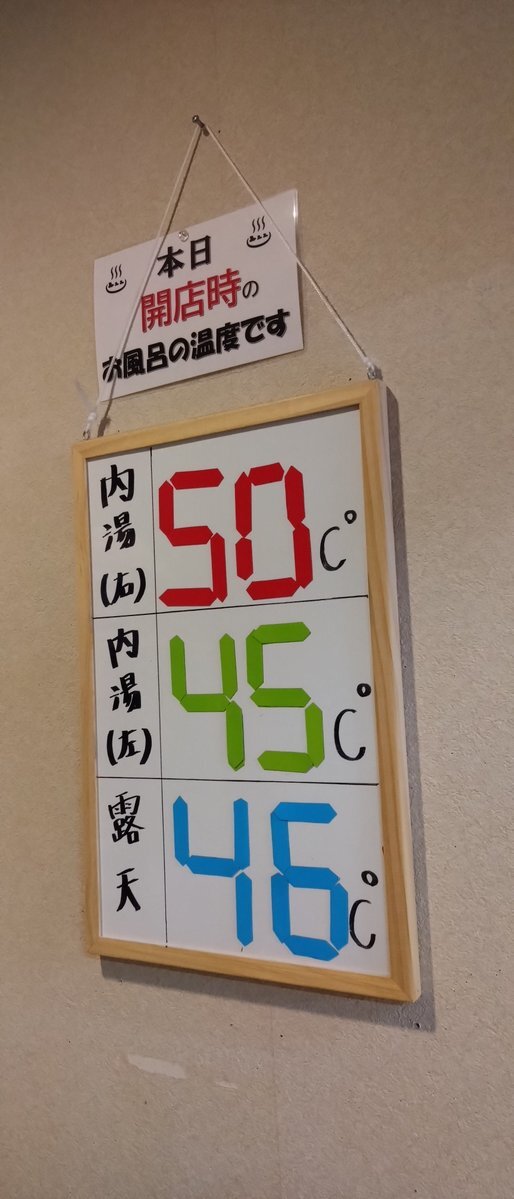 本日
開店時の
お風呂の温度です
内湯(右) 50 C°
内湯(左) 45 C°
露天 46 C°